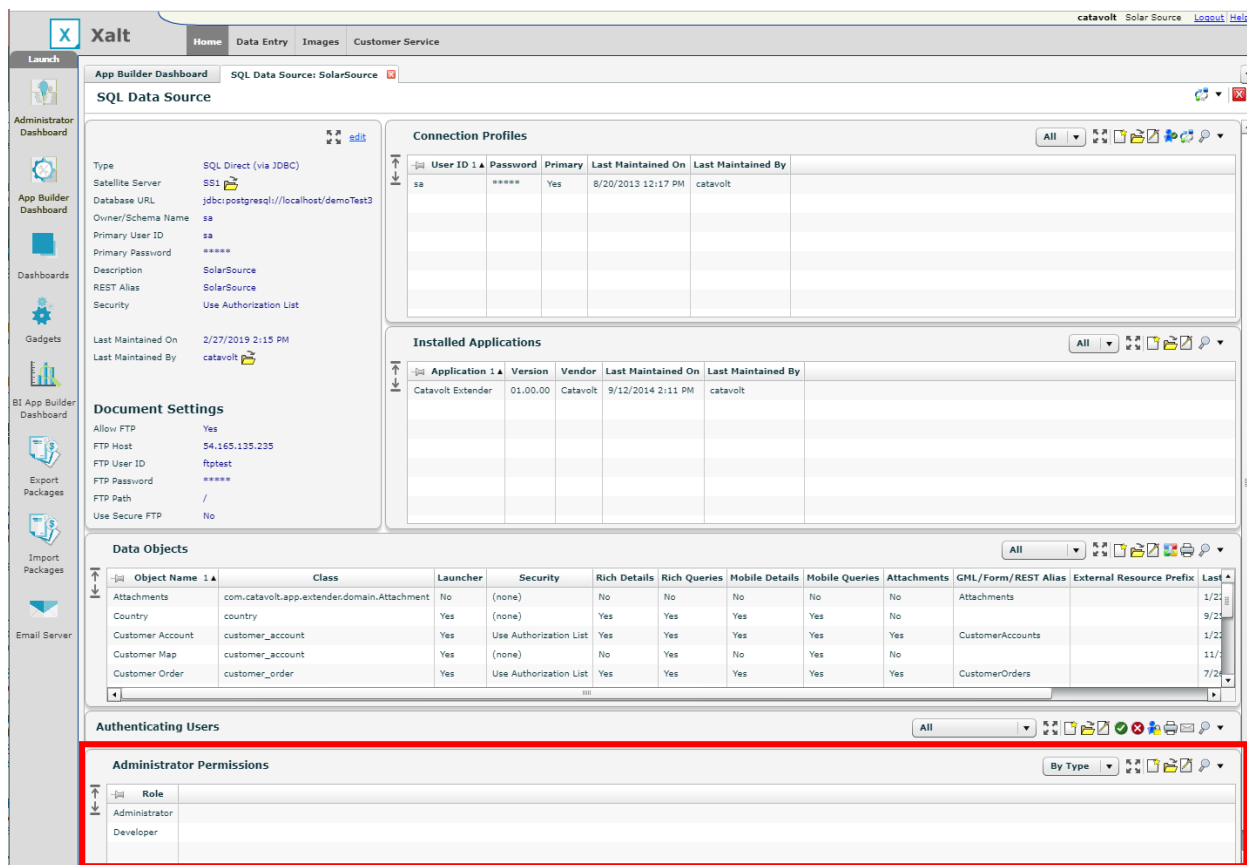 catavolt Solar Source Logout Help
X Xalt
Home Data Entry Images Customer Service
Launch
Administrator
Dashboard
App Builder
Dashboard
Dashboards
Gadgets
BI App Builder
Dashboard
Export
Packages
Import
Packages
Email Server
App Builder Dashboard SQL Data Source: SolarSource
SQL Data Source
edit
Type SQL Direct (via JDBC)
Satellite Server SS1
Database URL jdbc:postgresql://localhost/demoTest3
Owner/Schema Name sa
Primary User ID sa
Primary Password *****
Description SolarSource
REST Alias SolarSource
Security Use Authorization List
Last Maintained On 2/27/2019 2:15 PM
Last Maintained By catavolt
Document Settings
Allow FTP Yes
FTP Host 54.165.135.235
FTP User ID ftptest
FTP Password *****
FTP Path /
Use Secure FTP No
Connection Profiles All
User ID 1 Password Primary Last Maintained On Last Maintained By
sa ***** Yes 8/20/2013 12:17 PM catavolt
Installed Applications All
Application 1 Version Vendor Last Maintained On Last Maintained By
Catavolt Extender 01.00.00 Catavolt 9/12/2014 2:11 PM catavolt
Data Objects All
Object Name 1 Class Launcher Security Rich Details Rich Queries Mobile Details Mobile Queries Attachments GML/Form/REST Alias External Resource Prefix Last
Attachments com.catavolt.app.extender.domain.Attachment No (none) No No No No No Attachments 1/22
Country country Yes (none) Yes Yes Yes Yes No 9/25
Customer Account customer_account Yes Use Authorization List Yes Yes Yes Yes Yes CustomerAccounts 1/22
Customer Map customer_account Yes (none) No Yes No Yes No 11/
Customer Order customer_order Yes Use Authorization List Yes Yes Yes Yes Yes CustomerOrders 7/26
Authenticating Users All
Administrator Permissions By Type
Role
Administrator
Developer